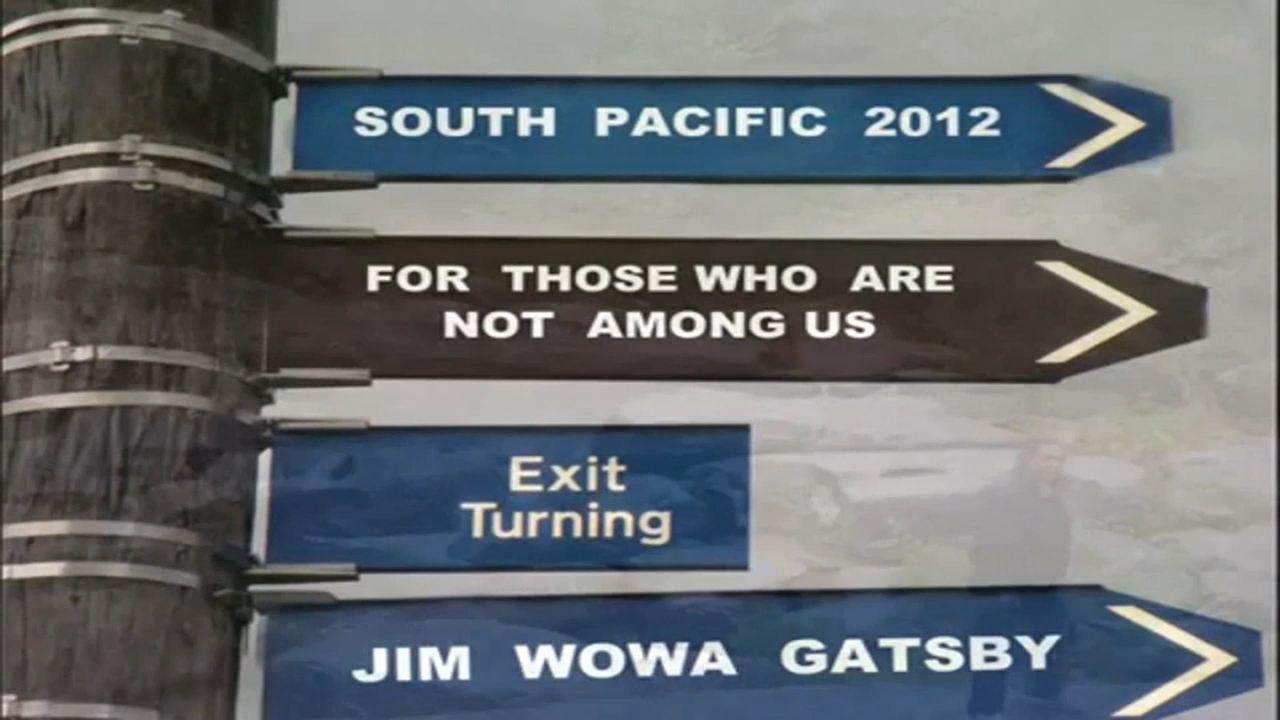 SOUTH PACIFIC 2012
FOR THOSE WHO ARE
NOT AMONG US
Exit
Turning
JIM WOWA GATSBY